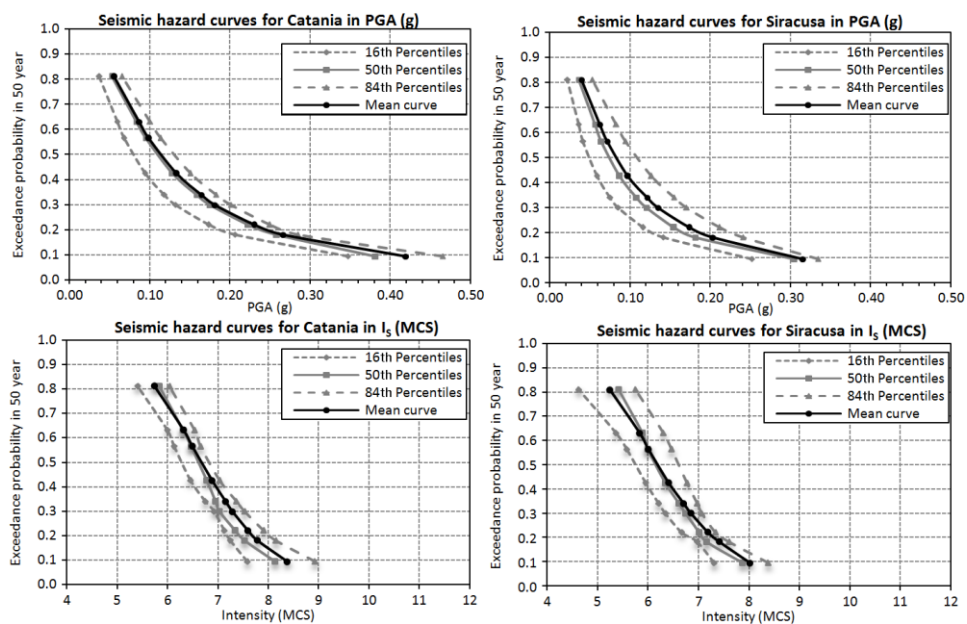 Seismic hazard curves for Catania in PGA (g)
Exceedance probability in 50 year
1.0
0.9
0.8
0.7
0.6
0.5
0.4
0.3
0.2
0.1
0.0
16th Percentiles
50th Percentiles
84th Percentiles
Mean curve
0.00 0.10 0.20 0.30 0.40 0.50
PGA (g)
Seismic hazard curves for Siracusa in PGA (g)
Exceedance probability in 50 year
1.0
0.9
0.8
0.7
0.6
0.5
0.4
0.3
0.2
0.1
0.0
16th Percentiles
50th Percentiles
84th Percentiles
Mean curve
0.00 0.10 0.20 0.30 0.40 0.50
PGA (g)
Seismic hazard curves for Catania in IS (MCS)
Exceedance probability in 50 year
1.0
0.9
0.8
0.7
0.6
0.5
0.4
0.3
0.2
0.1
0.0
16th Percentiles
50th Percentiles
84th Percentiles
Mean curve
4 5 6 7 8 9 10 11 12
Intensity (MCS)
Seismic hazard curves for Siracusa in IS (MCS)
Exceedance probability in 50 year
1.0
0.9
0.8
0.7
0.6
0.5
0.4
0.3
0.2
0.1
0.0
16th Percentiles
50th Percentiles
84th Percentiles
Mean curve
4 5 6 7 8 9 10 11 12
Intensity (MCS)